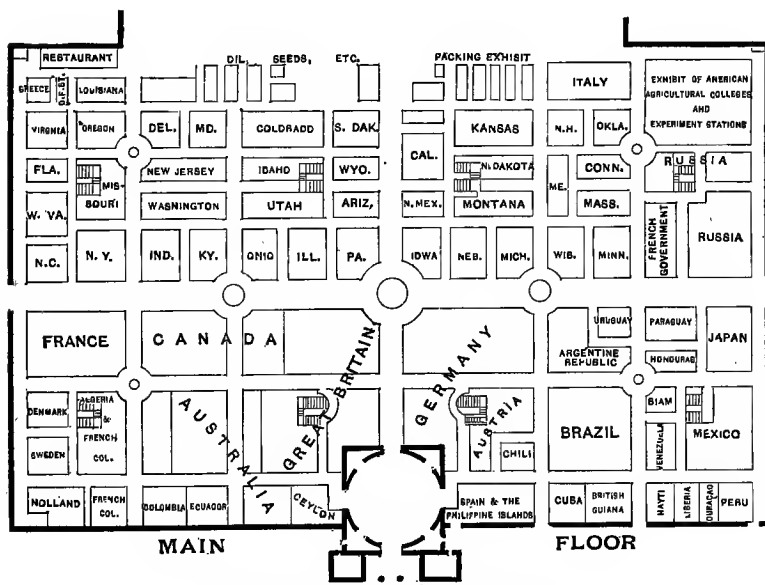 RESTAURANT
DIL, SEEDS, ETC.
PACKING EXHIBIT
GREECE
LOUISIANA
ITALY
EXHIBIT OF AMERICAN
AGRICULTURAL COLLEGES
AND
EXPERIMENT STATIONS
VIRGINIA
OREGON
DEL.
MD.
COLORADO
S. DAK.
KANSAS
N.H.
OKLA.
FLA.
MIS-
SOURI
NEW JERSEY
IDAHO
WYO.
CAL.
N. DAKOTA
ME.
CONN.
RUSSIA
W. VA.
WASHINGTON
UTAH
ARIZ,
N.MEX.
MONTANA
MASS.
N.C.
N.Y.
IND.
KY.
OHIO
ILL.
PA.
IOWA
NEB.
MICH.
WIS.
MINN.
FRENCH
GOVERNMENT
RUSSIA
FRANCE
CANADA
GREAT BRITAIN
GERMANY
URUGUAY
ARGENTINE
REPUBLIC
PARAGUAY
HONDURAS
JAPAN
DENMARK
ALGERIA
&
FRENCH
COL.
AUSTRALIA
AUSTRIA
CHILI
BRAZIL
SIAM
VENEZUELA
MEXICO
SWEDEN
HOLLAND
FRENCH
COL.
COLOMBIA
ECUADOR
CEYLON
SPAIN & THE
PHILIPPINE ISLANDS
CUBA
BRITISH
GUIANA
HAYTI
LIBERIA
CURAÇAO
PERU
MAIN FLOOR